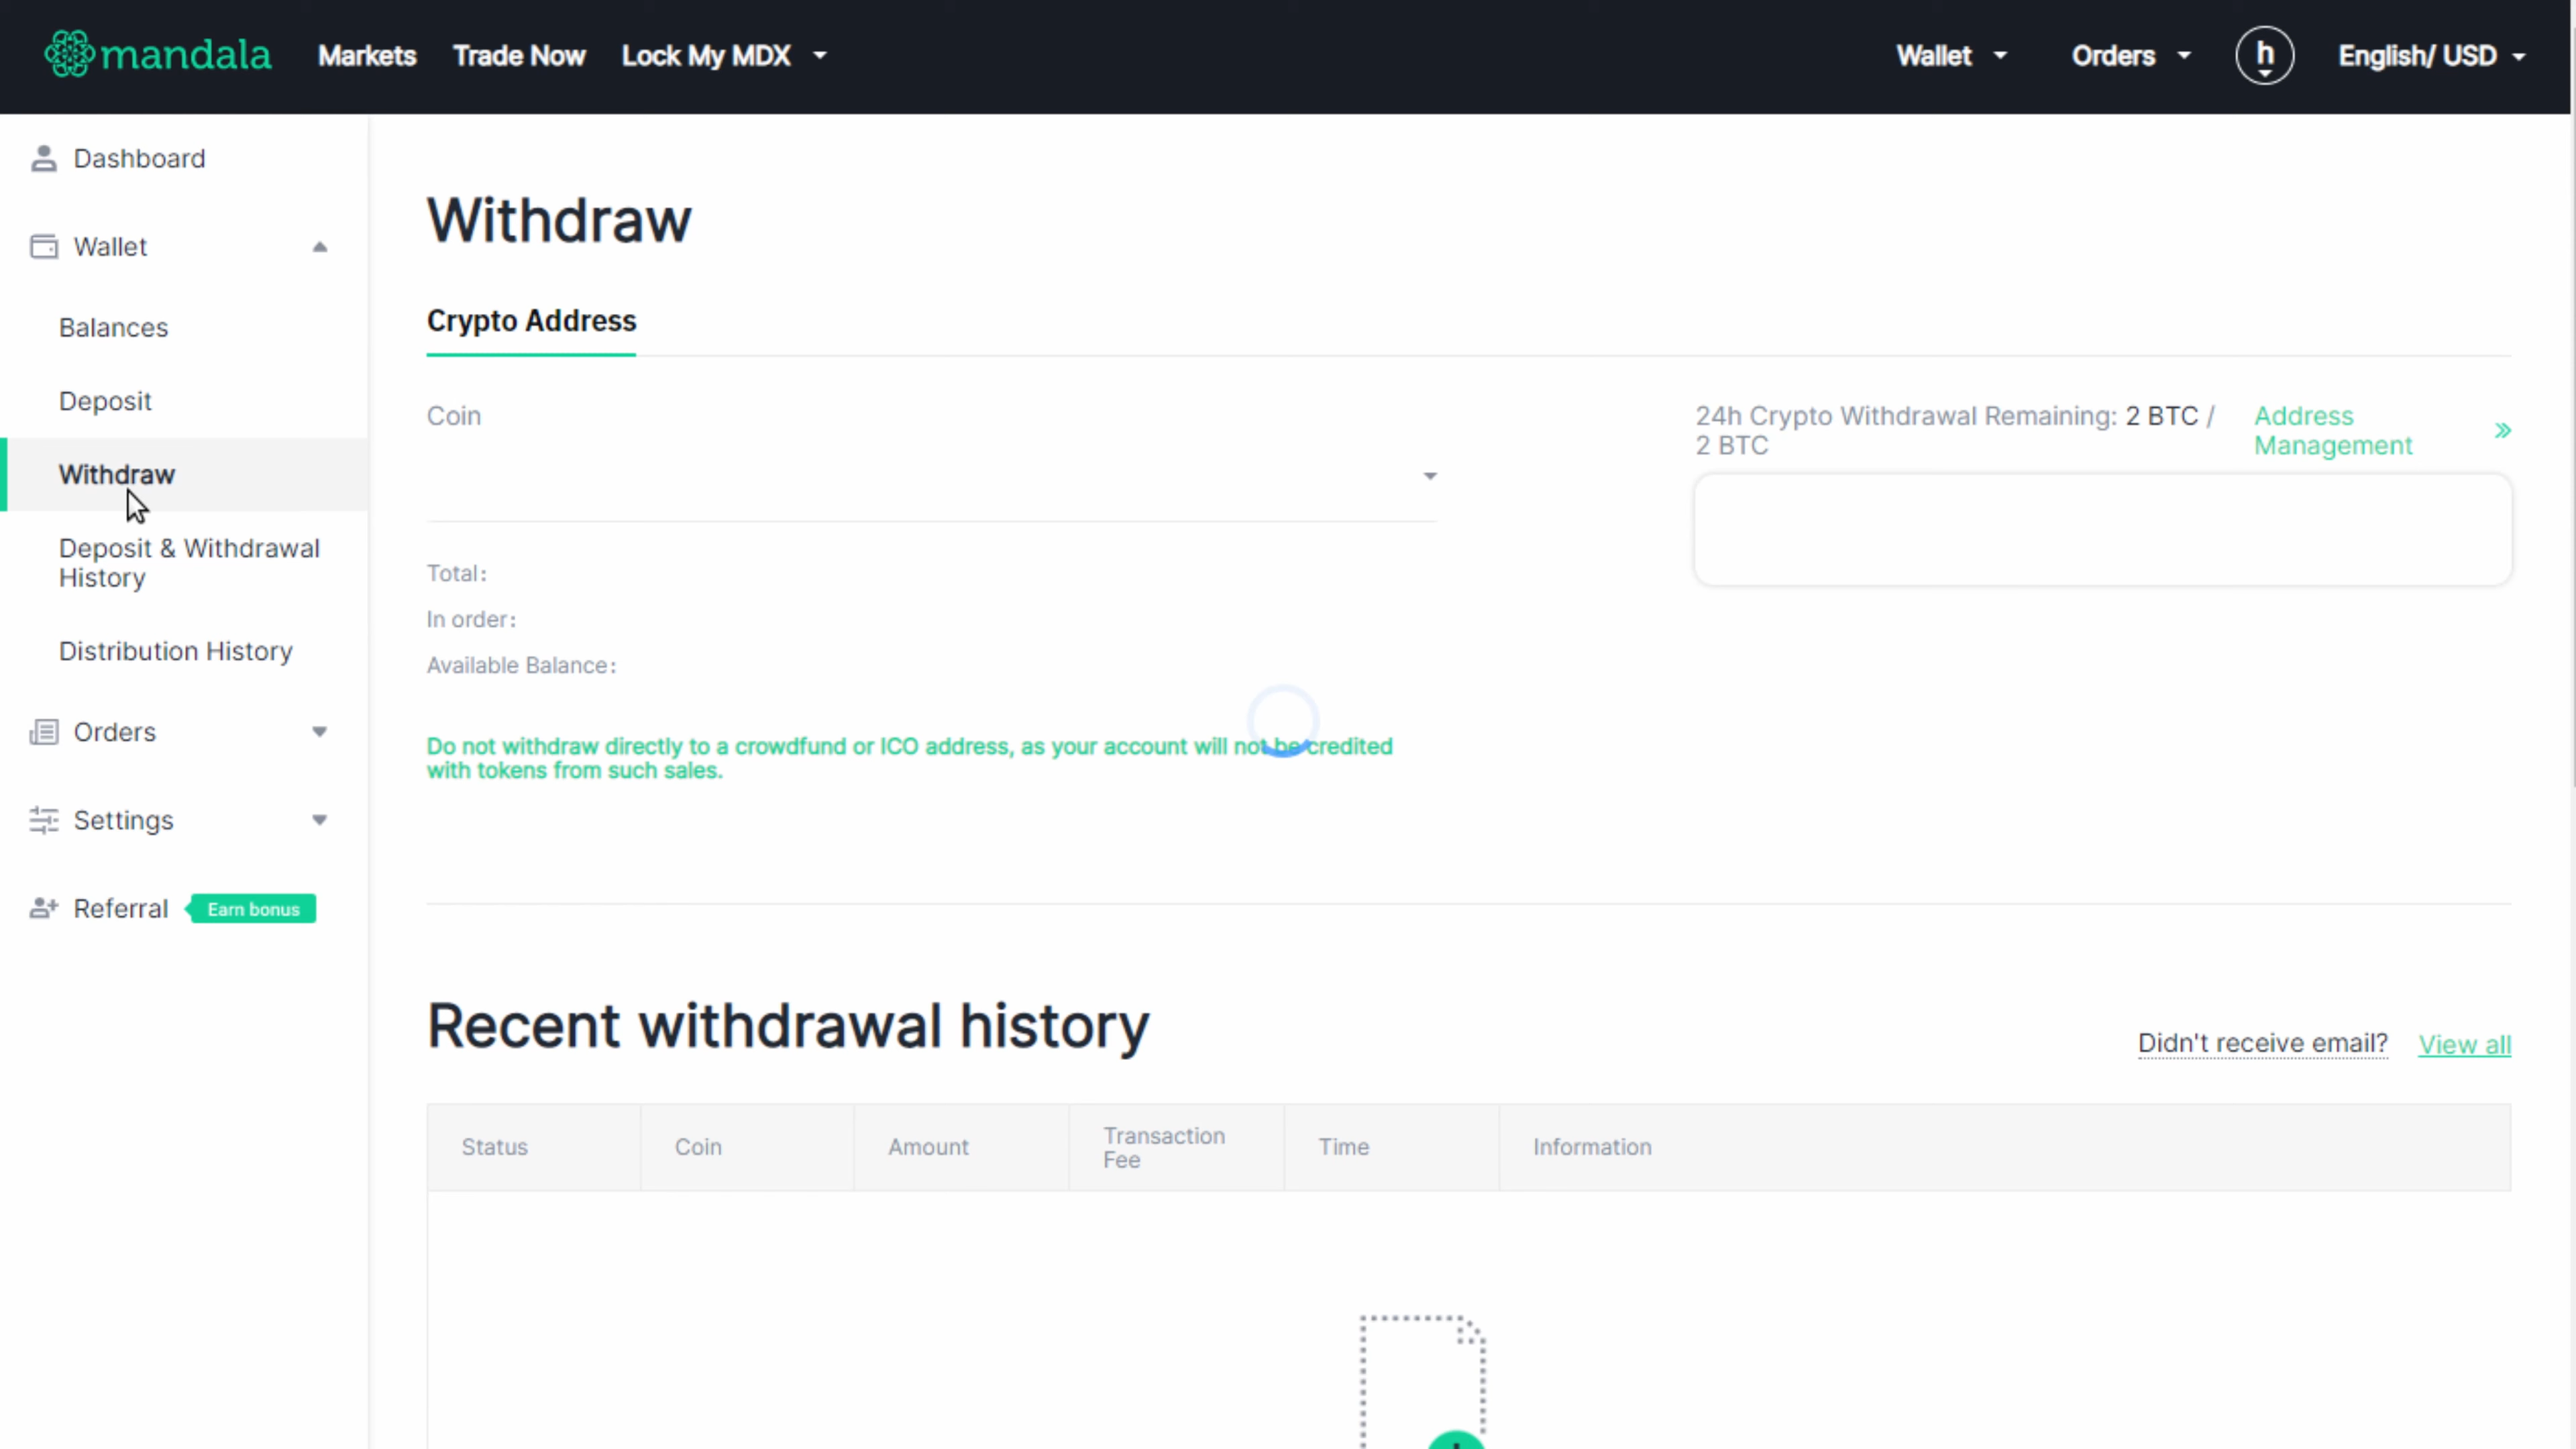 mandala
Markets
Trade Now
Lock My MDX
Wallet
Orders
h
English/ USD
Dashboard
Wallet
Balances
Deposit
Withdraw
Deposit & Withdrawal
History
Distribution History
Orders
Settings
Referral
Earn bonus
Withdraw
Crypto Address
Coin
24h Crypto Withdrawal Remaining: 2 BTC /
2 BTC
Address
Management
Total:
In order:
Available Balance:
Do not withdraw directly to a crowdfund or ICO address, as your account will not be credited
with tokens from such sales.
Recent withdrawal history
Didn't receive email?
View all
Status
Coin
Amount
Transaction
Fee
Time
Information